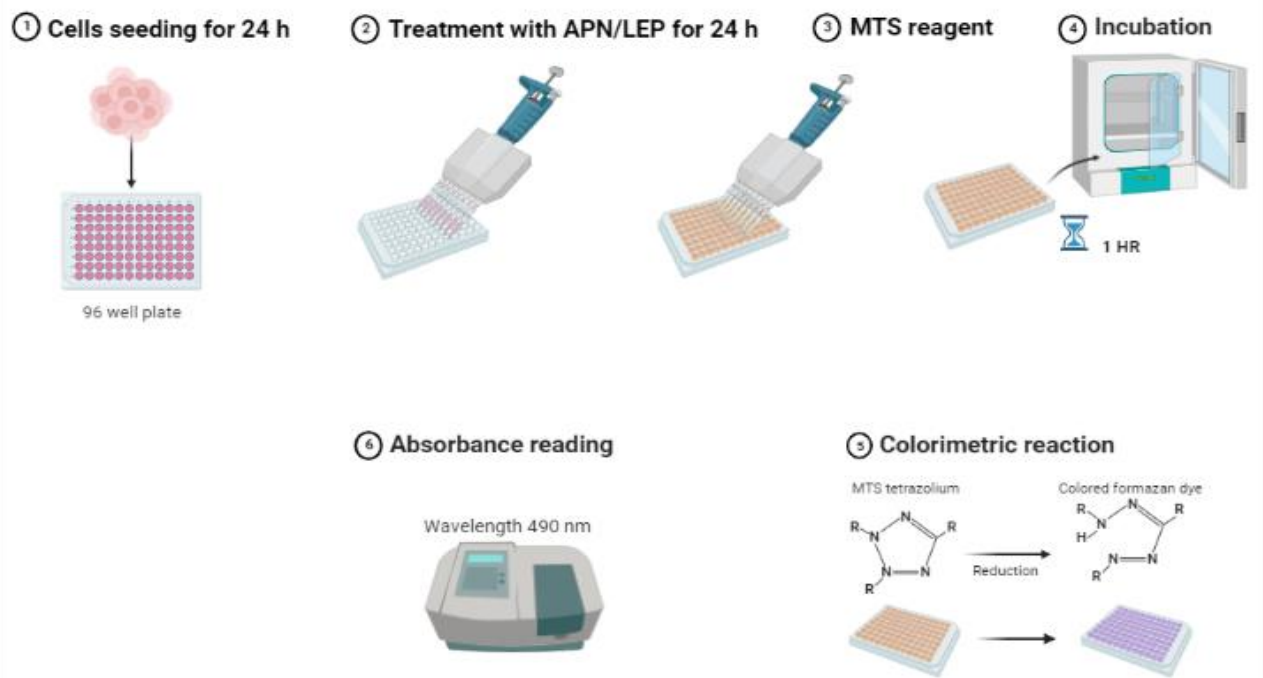 1 Cells seeding for 24 h
96 well plate
2 Treatment with APN/LEP for 24 h
3 MTS reagent
4 Incubation
1 HR
5 Colorimetric reaction
MTS tetrazolium
Colored formazan dye
R N R
N
N N
R
Reduction
R N R
N
H
N N
R
6 Absorbance reading
Wavelength 490 nm